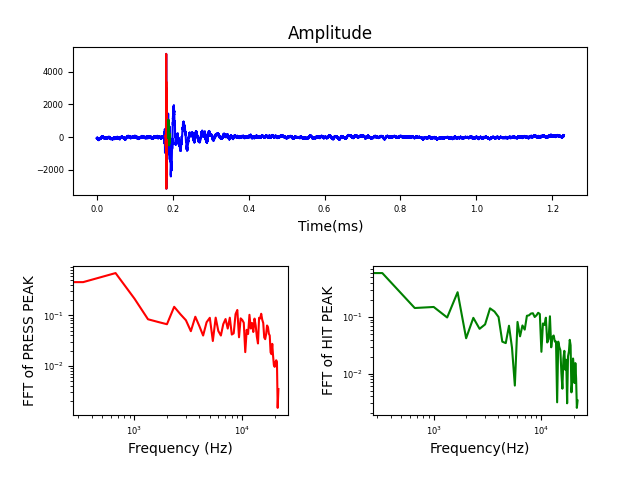 Amplitude
4000
2000
0
−2000
0.0 0.2 0.4 0.6 0.8 1.0 1.2
Time(ms)
FFT of PRESS PEAK
10⁻¹
10⁻²
10³ 10⁴
Frequency (Hz)
FFT of HIT PEAK
10⁻¹
10⁻²
10³ 10⁴
Frequency(Hz)